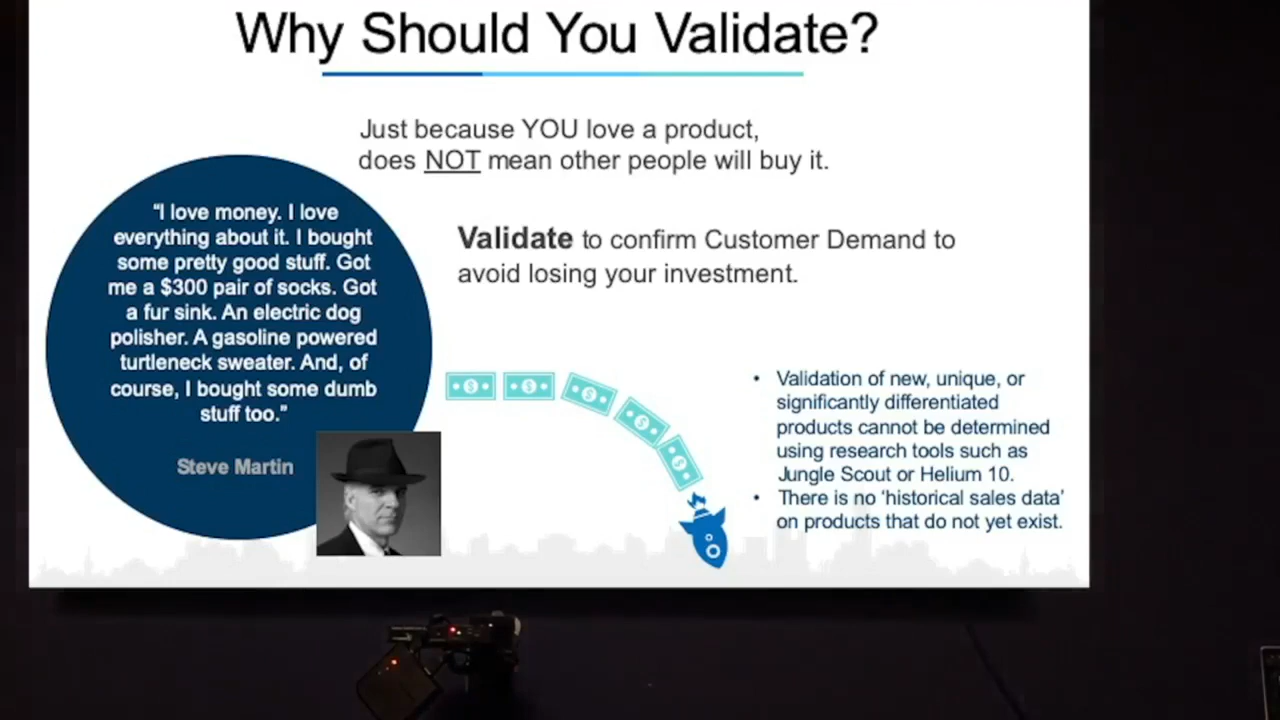 Why Should You Validate?
Just because YOU love a product,
does NOT mean other people will buy it.
“I love money. I love
everything about it. I bought
some pretty good stuff. Got
me a $300 pair of socks. Got
a fur sink. An electric dog
polisher. A gasoline powered
turtleneck sweater. And, of
course, I bought some dumb
stuff too.”
Steve Martin
Validate to confirm Customer Demand to
avoid losing your investment.
• Validation of new, unique, or
significantly differentiated
products cannot be determined
using research tools such as
Jungle Scout or Helium 10.
• There is no ‘historical sales data’
on products that do not yet exist.